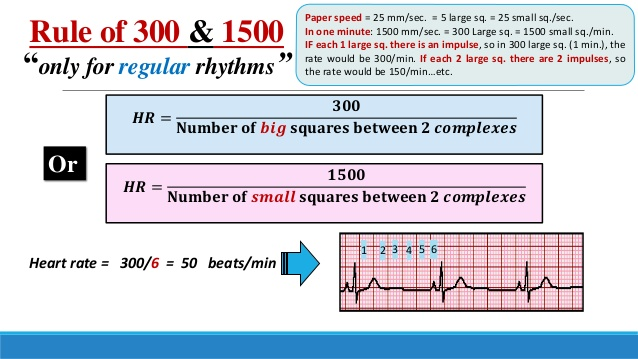 Rule of 300 & 1500
“only for regular rhythms”
Paper speed = 25 mm/sec. = 5 large sq. = 25 small sq./sec.
In one minute: 1500 mm/sec. = 300 Large sq. = 1500 small sq./min.
IF each 1 large sq. there is an impulse, so in 300 large sq. (1 min.), the
rate would be 300/min. If each 2 large sq. there are 2 impulses, so
the rate would be 150/min…etc.
HR = 300 / Number of big squares between 2 complexes
Or
HR = 1500 / Number of small squares between 2 complexes
Heart rate = 300/6 = 50 beats/min
1 2 3 4 5 6